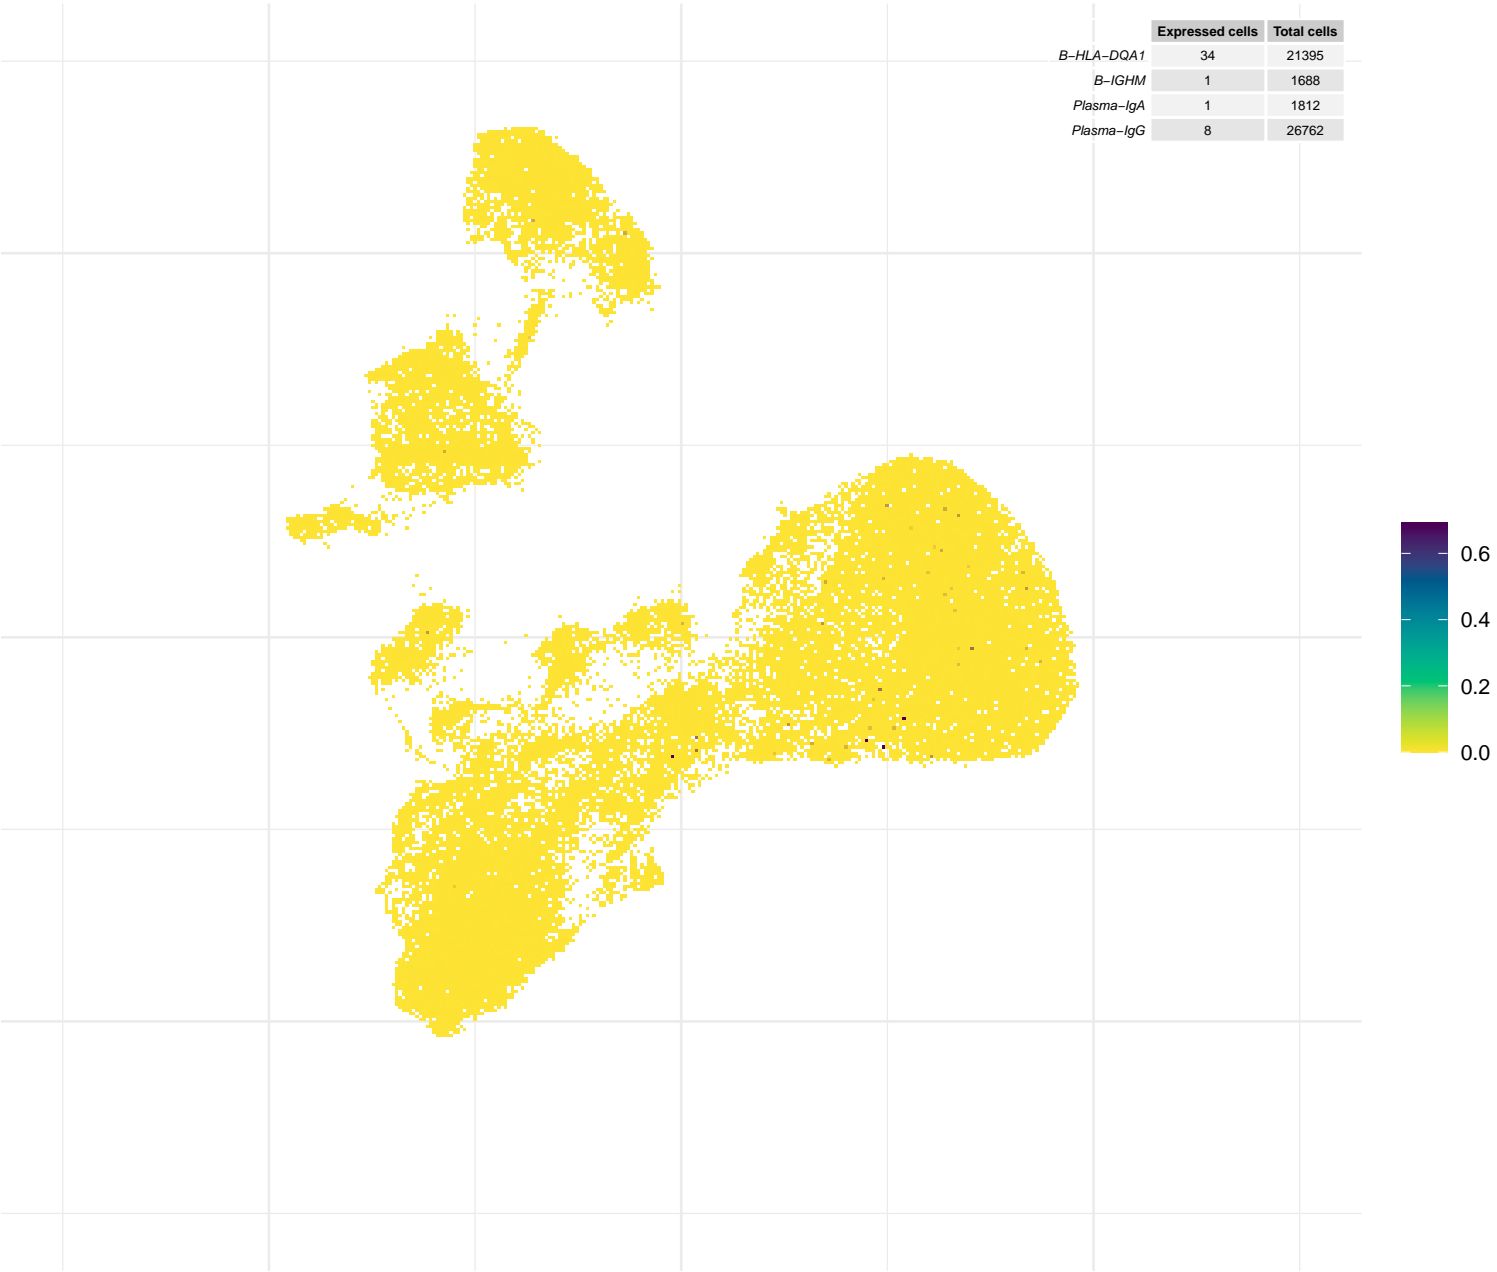 Expressed cells Total cells
B−HLA−DQA1 34 21395
B−IGHM 1 1688
Plasma−IgA 1 1812
Plasma−IgG 8 26762
0.6
0.4
0.2
0.0